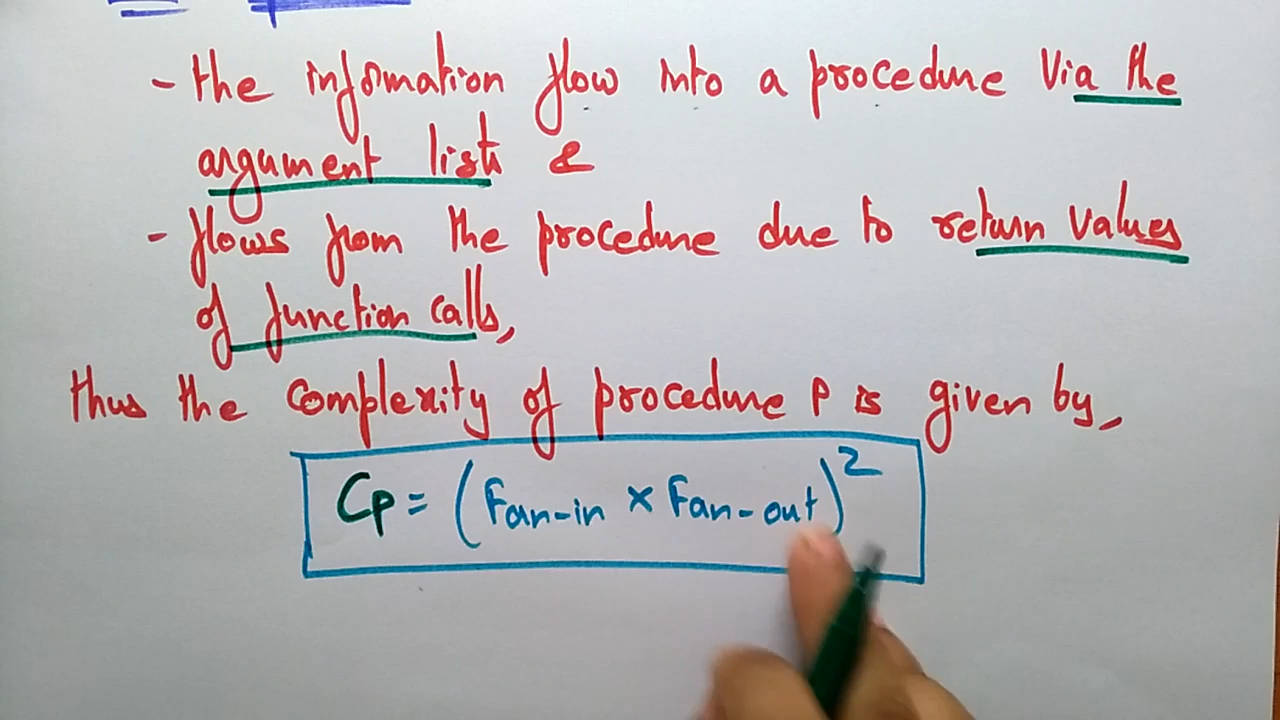 - the information flow into a procedure via the
argument lists &
- flows from the procedure due to return values
of function calls,
thus the complexity of procedure P is given by,
Cp = (Fan-in × Fan-out)²